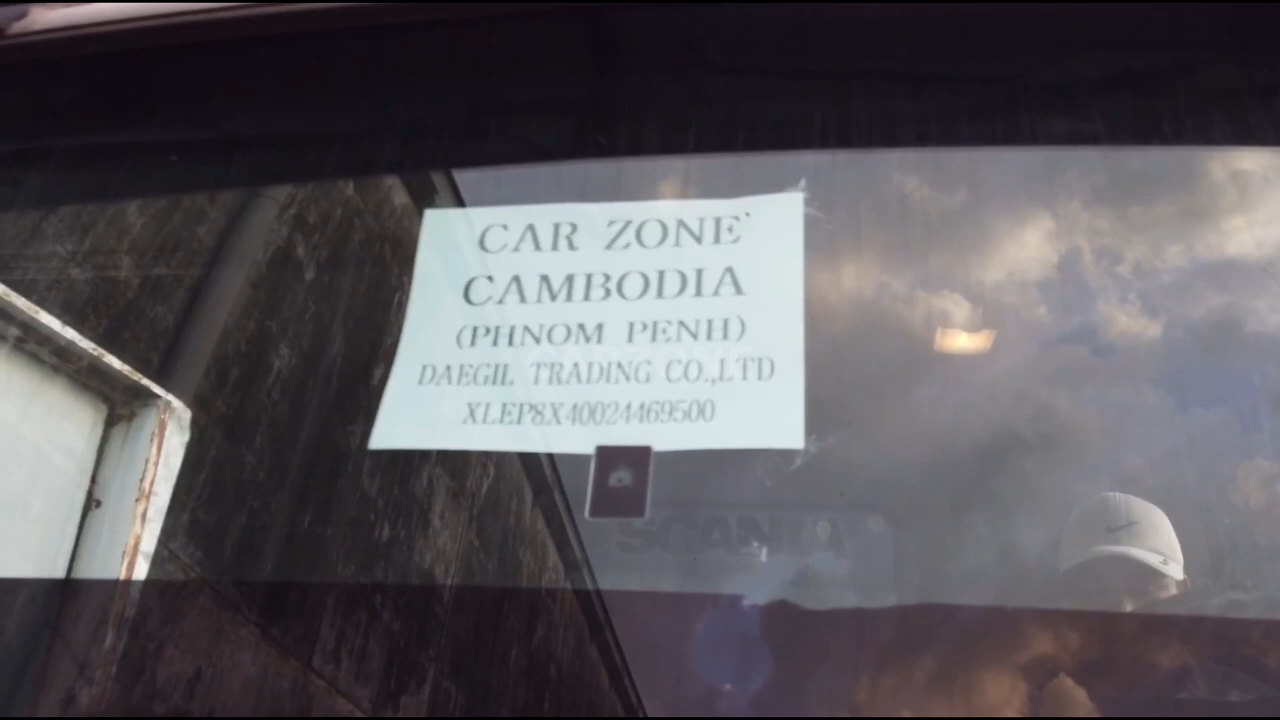 CAR ZONE
CAMBODIA
(PHNOM PENH)
DAEGIL TRADING CO.,LTD
XLEP8X40024469500
SCANIA